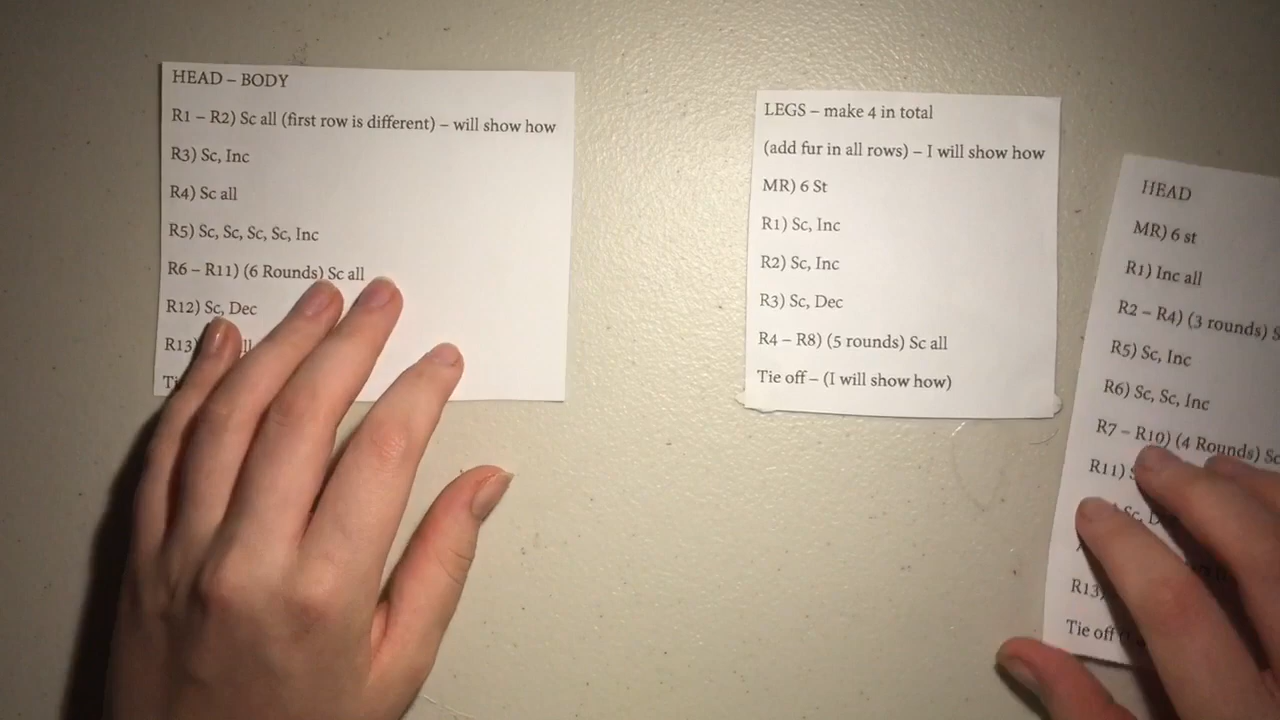 HEAD – BODY
R1 – R2) Sc all (first row is different) – will show how
R3) Sc, Inc
R4) Sc all
R5) Sc, Sc, Sc, Sc, Inc
R6 – R11) (6 Rounds) Sc all
R12) Sc, Dec
R13)
LEGS – make 4 in total
(add fur in all rows) – I will show how
MR) 6 St
R1) Sc, Inc
R2) Sc, Inc
R3) Sc, Dec
R4 – R8) (5 rounds) Sc all
Tie off – (I will show how)
HEAD
MR) 6 st
R1) Inc all
R2 – R4) (3 rounds)
R5) Sc, Inc
R6) Sc, Sc, Inc
R7 – R10) (4 Rounds)
R11)
Sc,
R13)
Tie off